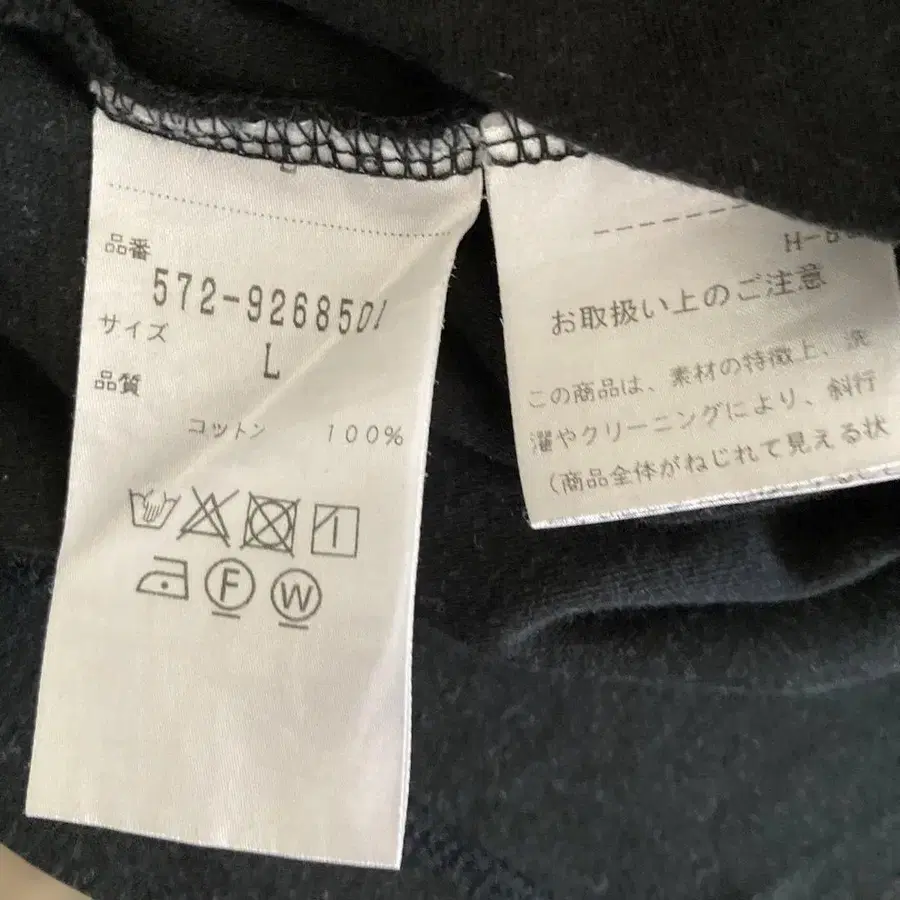 品番
572-9268501
サイズ
L
品質
コットン 100%
F W
お取扱い上のご注意
この商品は、素材の特徴上、洗
濯やクリーニングにより、斜行
(商品全体がねじれて見える状